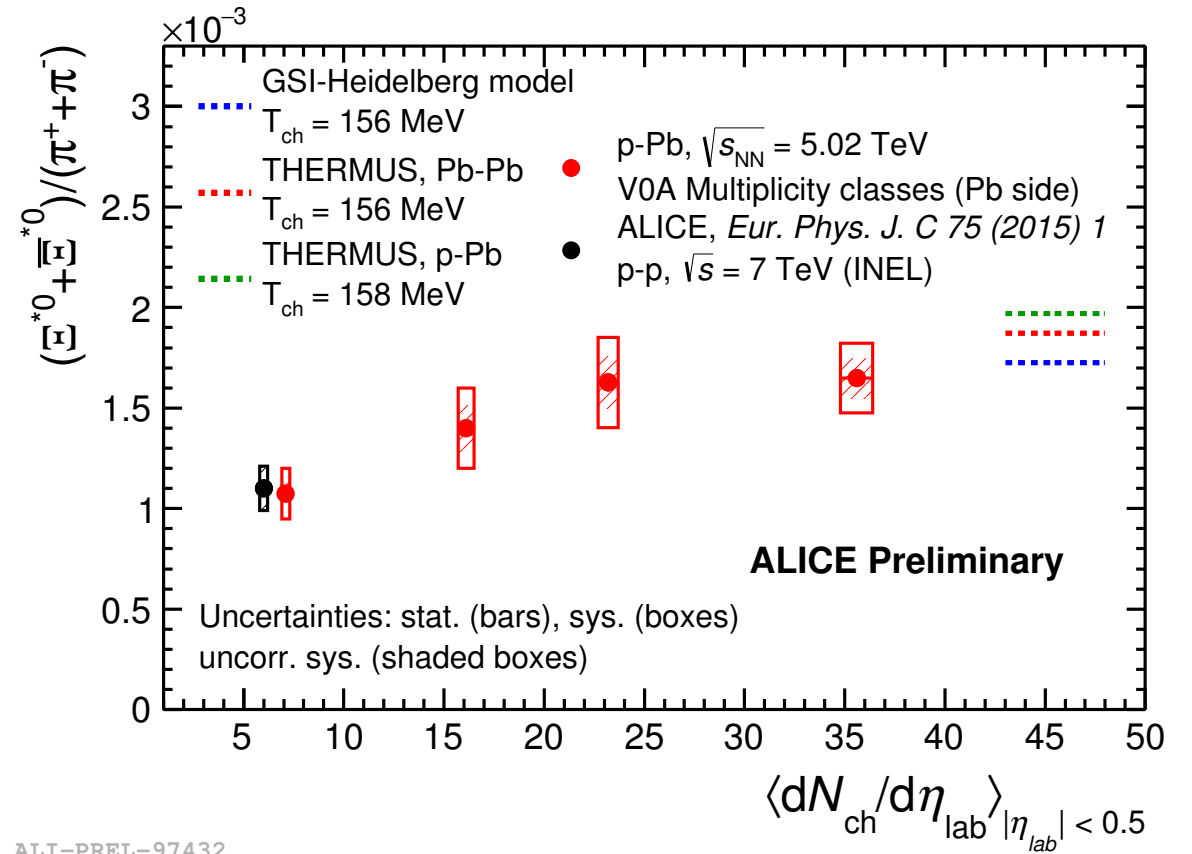 ×10⁻³
(Ξ*⁰+Ξ̅*⁰)/(π⁺+π⁻)
3
2.5
2
1.5
1
0.5
0
GSI-Heidelberg model
T_ch = 156 MeV
THERMUS, Pb-Pb
T_ch = 156 MeV
THERMUS, p-Pb
T_ch = 158 MeV
p-Pb, √s_NN = 5.02 TeV
V0A Multiplicity classes (Pb side)
ALICE, Eur. Phys. J. C 75 (2015) 1
p-p, √s = 7 TeV (INEL)
ALICE Preliminary
Uncertainties: stat. (bars), sys. (boxes)
uncorr. sys. (shaded boxes)
5 10 15 20 25 30 35 40 45 50
⟨dN_ch/dη_lab⟩_|η_lab| < 0.5
ALI−PREL−97432